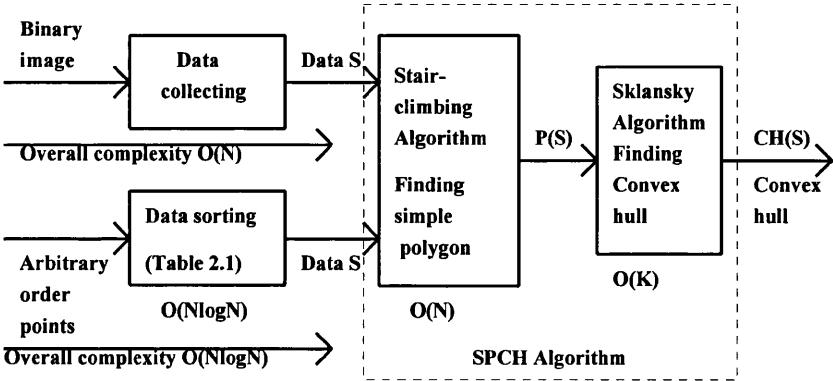 Binary
image
Data
collecting
Data S
Overall complexity O(N)
Data sorting
(Table 2.1)
O(NlogN)
Arbitrary
order
points
Data S
Overall complexity O(NlogN)
Stair-
climbing
Algorithm
Finding
simple
polygon
O(N)
P(S)
Sklansky
Algorithm
Finding
Convex
hull
O(K)
CH(S)
Convex
hull
SPCH Algorithm